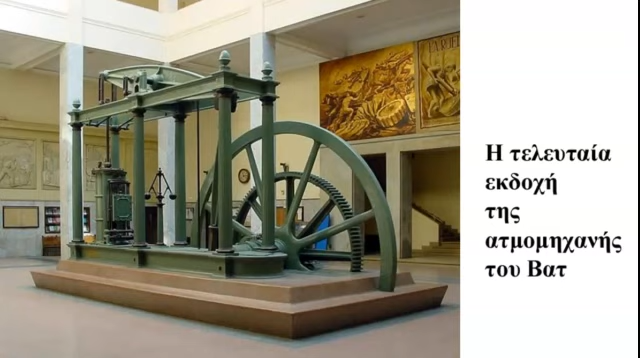 Η τελευταία
εκδοχή
της
ατμομηχανής
του Βατ